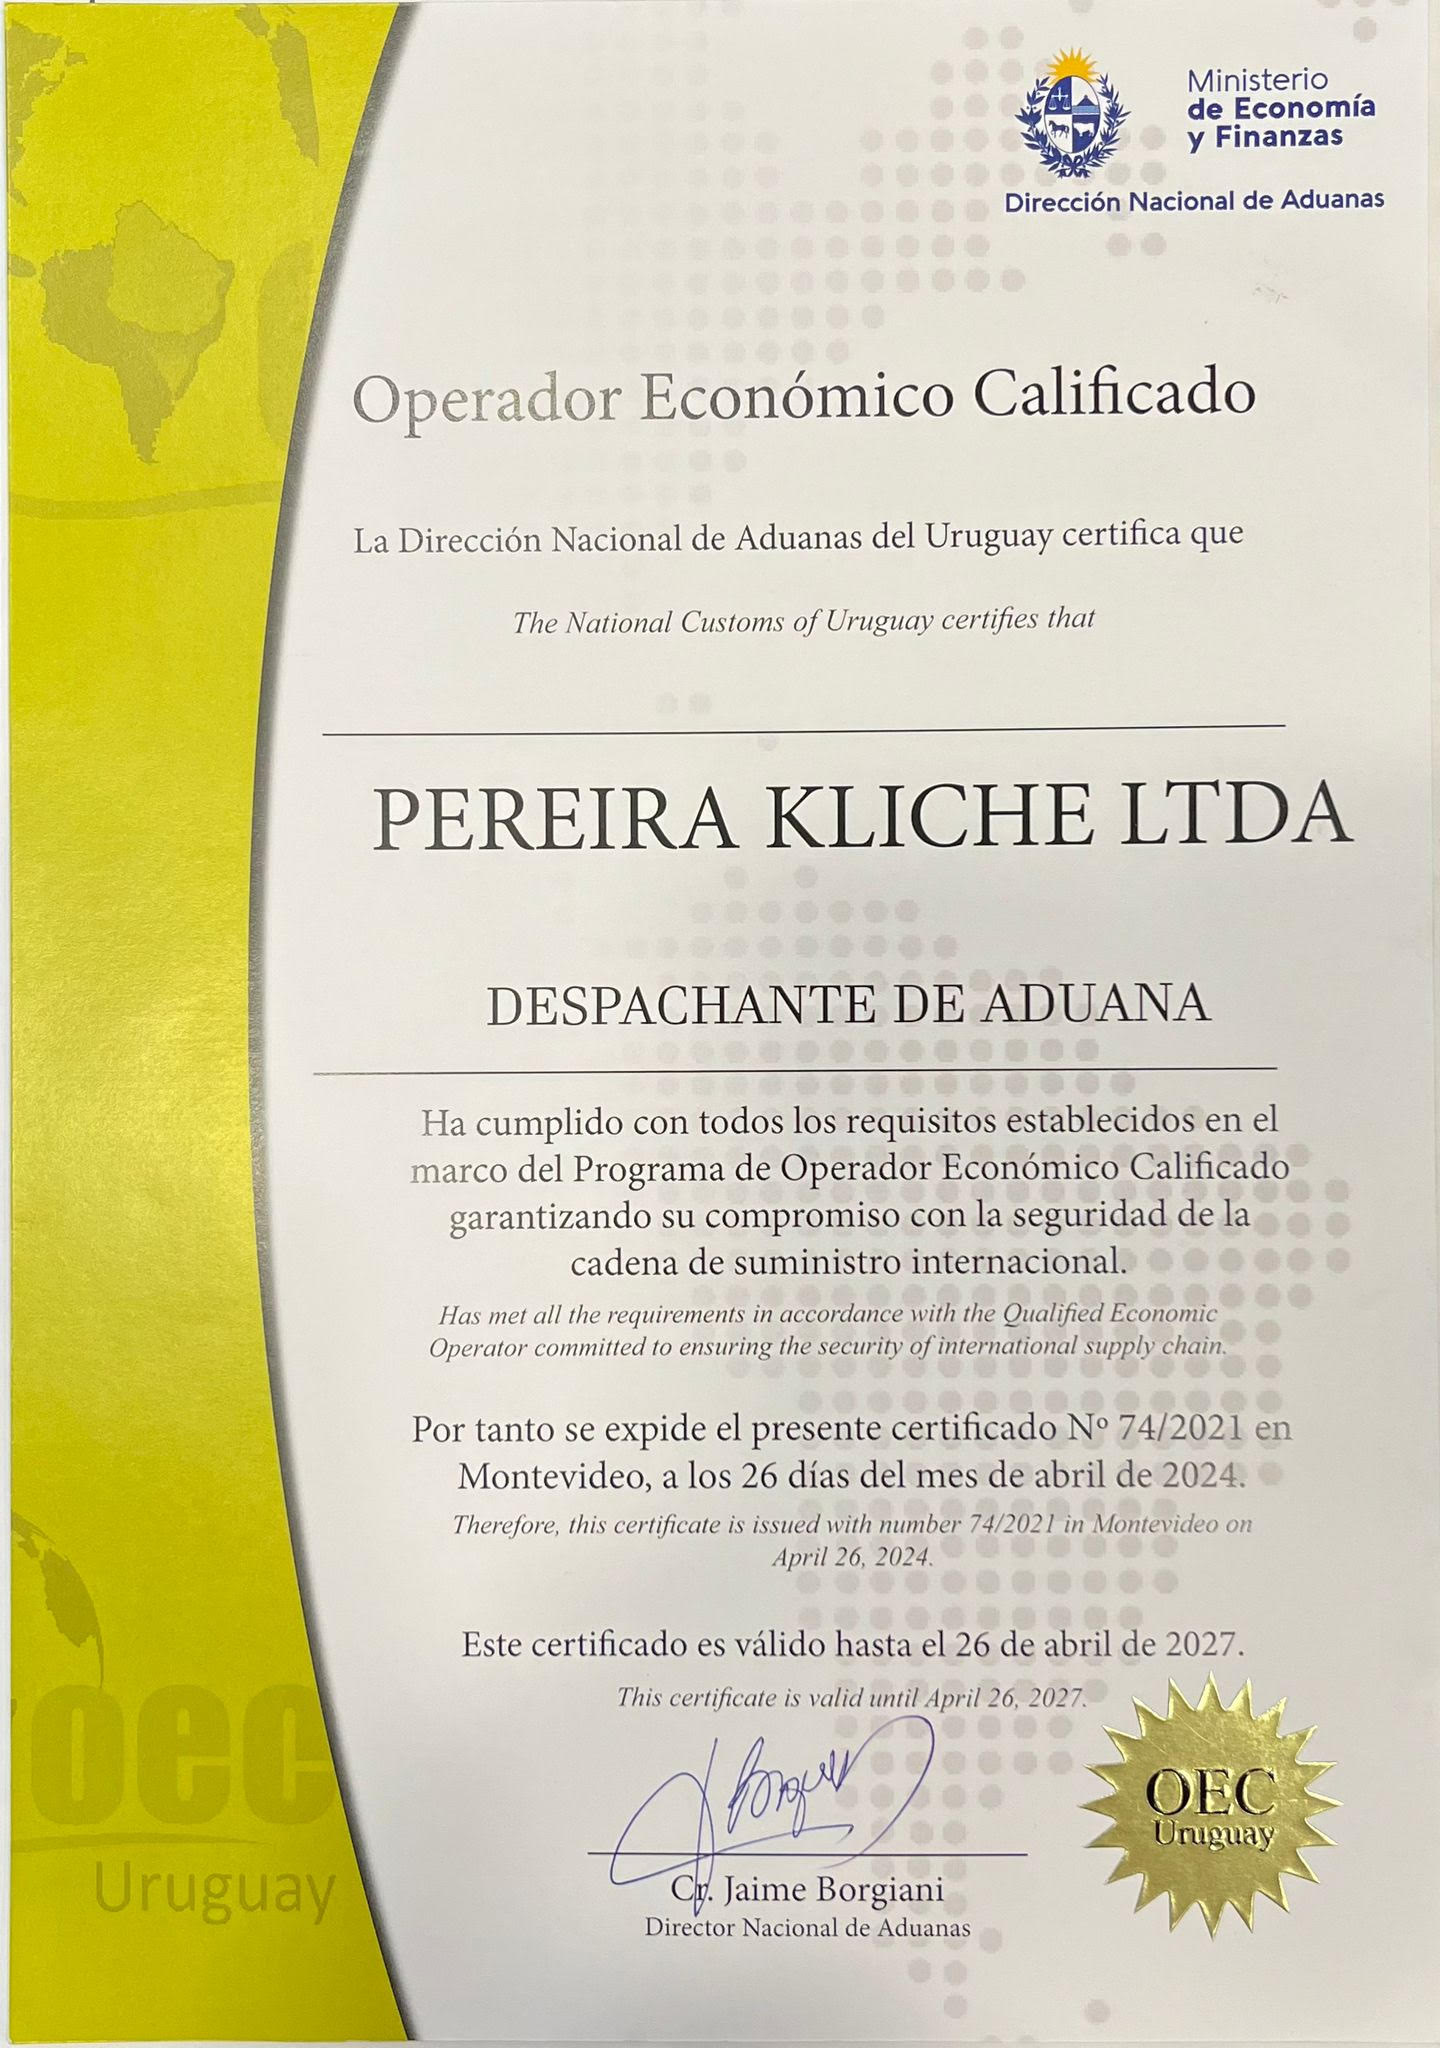 Ministerio
de Economía
y Finanzas
Dirección Nacional de Aduanas
Operador Económico Calificado
La Dirección Nacional de Aduanas del Uruguay certifica que
The National Customs of Uruguay certifies that
PEREIRA KLICHE LTDA
DESPACHANTE DE ADUANA
Ha cumplido con todos los requisitos establecidos en el
marco del Programa de Operador Económico Calificado
garantizando su compromiso con la seguridad de la
cadena de suministro internacional.
Has met all the requirements in accordance with the Qualified Economic
Operator committed to ensuring the security of international supply chain.
Por tanto se expide el presente certificado Nº 74/2021 en
Montevideo, a los 26 días del mes de abril de 2024.
Therefore, this certificate is issued with number 74/2021 in Montevideo on
April 26, 2024.
Este certificado es válido hasta el 26 de abril de 2027.
This certificate is valid until April 26, 2027.
Cr. Jaime Borgiani
Director Nacional de Aduanas
OEC
Uruguay
oec
Uruguay